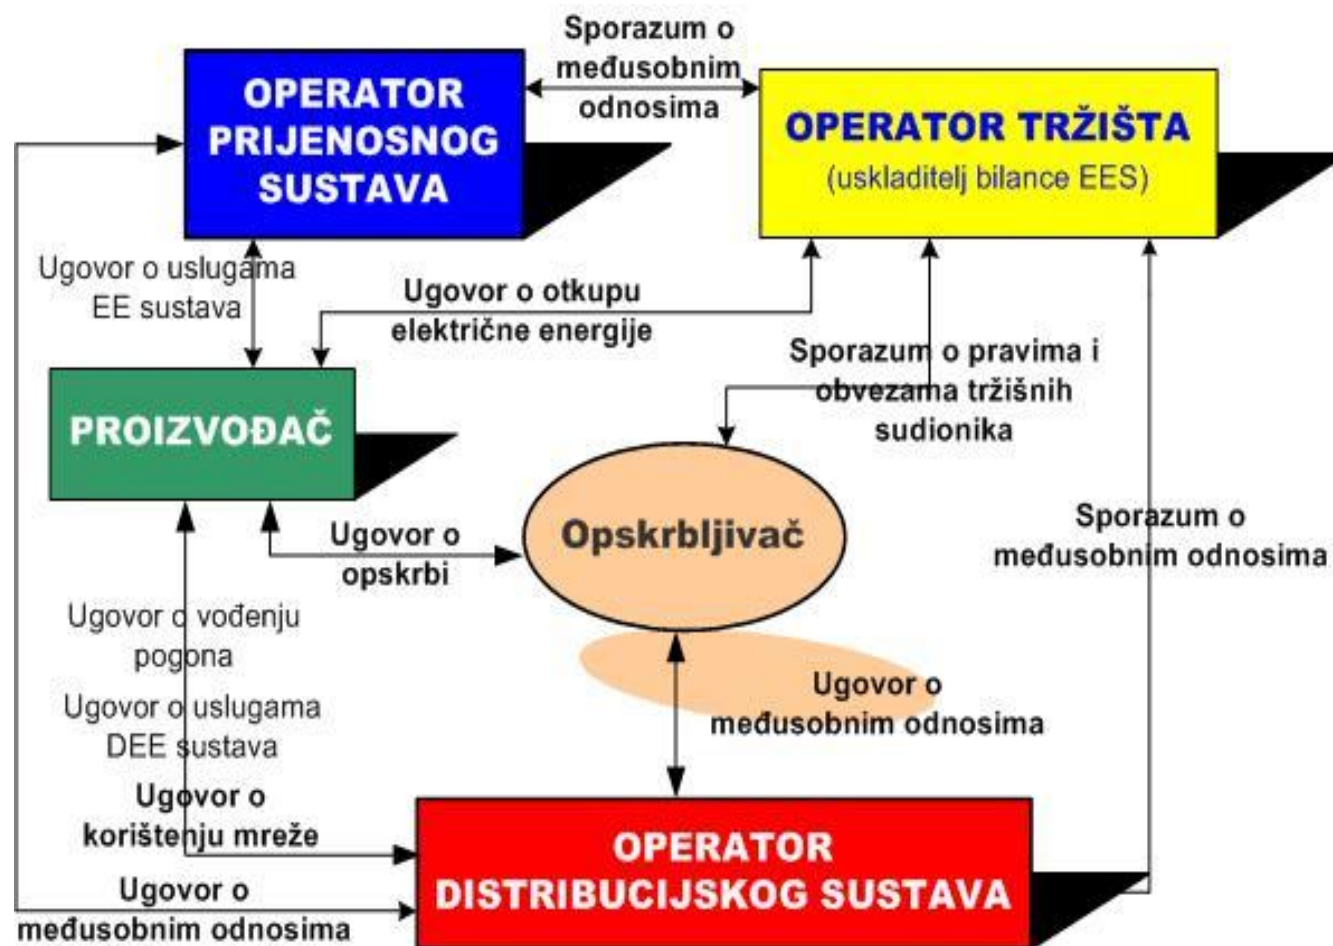 Sporazum o
međusobnim
odnosima
OPERATOR
PRIJENOSNOG
SUSTAVA
OPERATOR TRŽIŠTA
(uskladitelj bilance EES)
Ugovor o uslugama
EE sustava
Ugovor o otkupu
električne energije
Sporazum o pravima i
obvezama tržišnih
sudionika
PROIZVOĐAČ
Ugovor o
opskrbi
Opskrbljivač
Sporazum o
međusobnim odnosima
Ugovor o vođenju
pogona
Ugovor o uslugama
DEE sustava
Ugovor o
međusobnim odnosima
Ugovor o
korištenju mreže
OPERATOR
DISTRIBUCIJSKOG SUSTAVA
Ugovor o
međusobnim odnosima